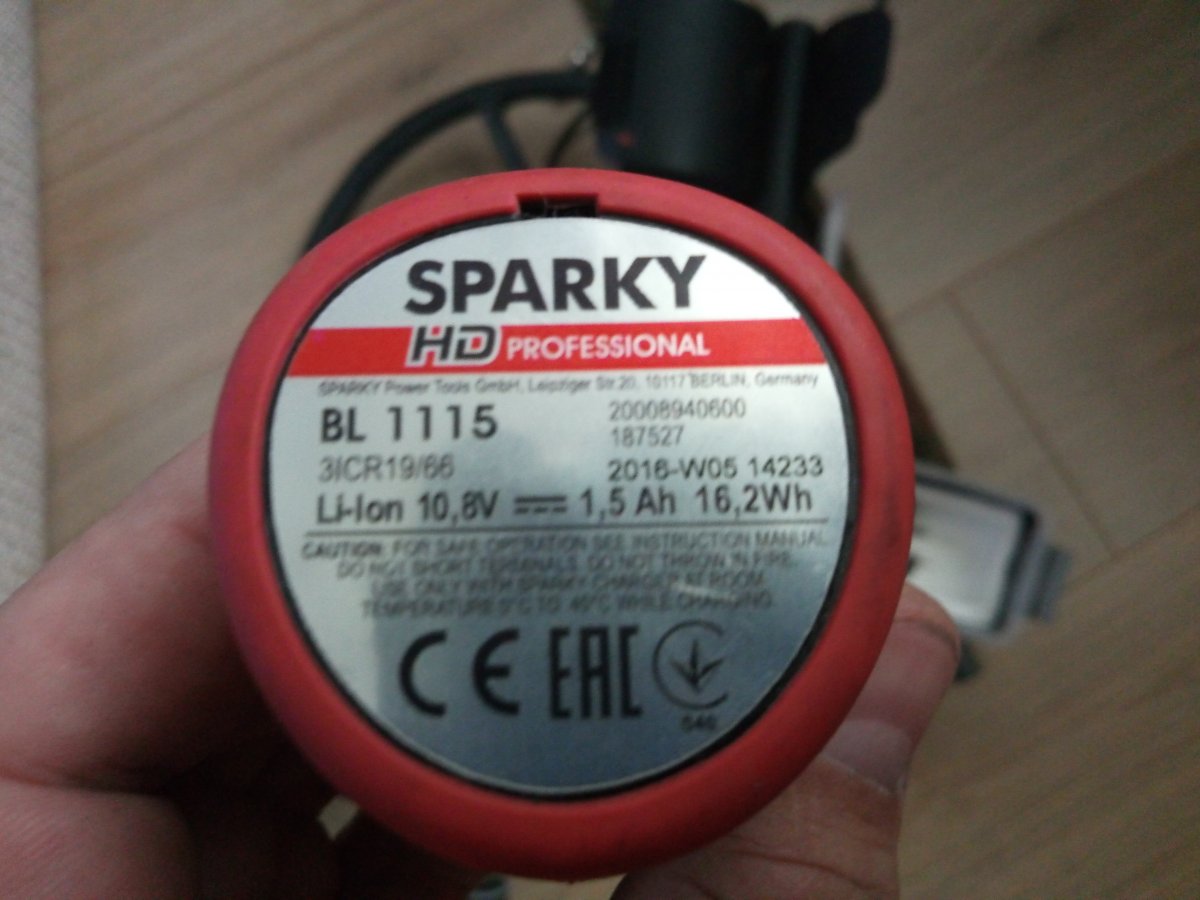 SPARKY
HD PROFESSIONAL
SPARKY Power Tools GmbH, Leipziger Str.20, 10117 BERLIN, Germany
BL 1115 20008940600
187527
3ICR19/66 2016-W05 14233
Li-Ion 10,8V 1,5 Ah 16,2Wh
CAUTION: FOR SAFE OPERATION SEE INSTRUCTION MANUAL.
DO NOT SHORT TERMINALS. DO NOT THROW IN FIRE.
USE ONLY WITH SPARKY CHARGER AT ROOM
TEMPERATURE 5°C TO 40°C WHILE CHARGING.
CE EAC